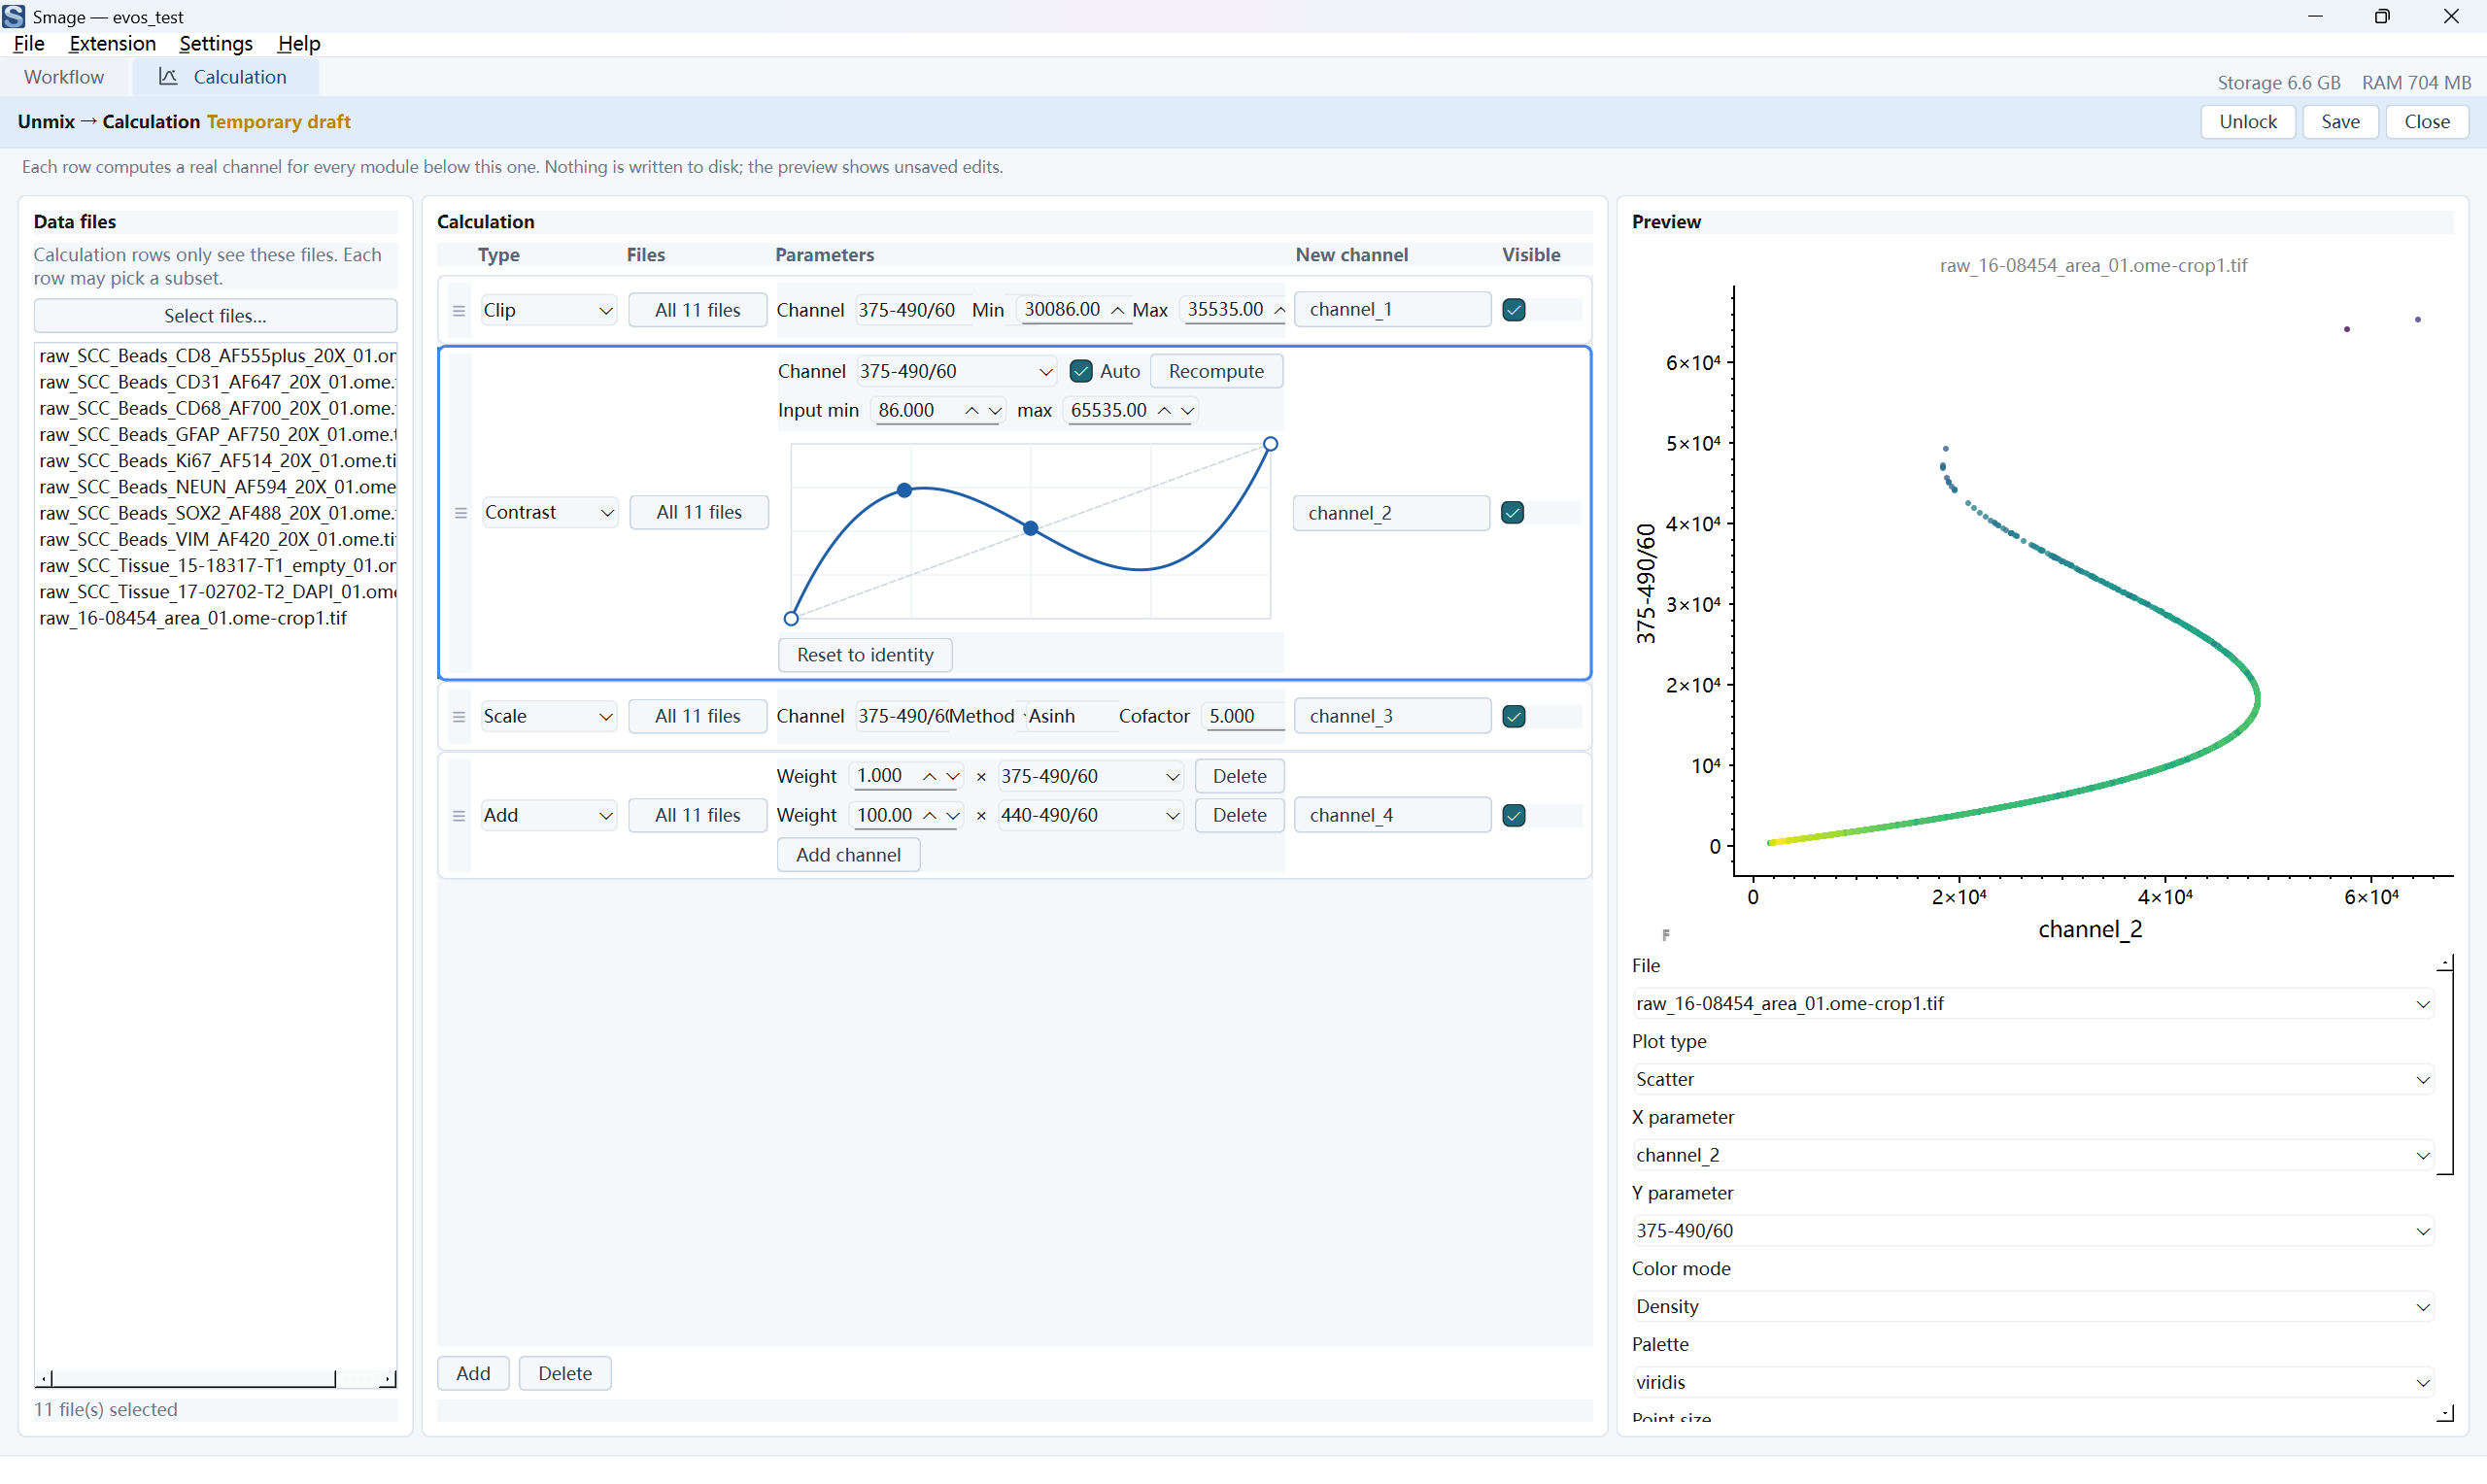 Smage — evos_test
File Extension Settings Help
Workflow Calculation
Storage 6.6 GB RAM 704 MB
Unmix → Calculation Temporary draft
Unlock Save Close
Each row computes a real channel for every module below this one. Nothing is written to disk; the preview shows unsaved edits.
Data files
Calculation rows only see these files. Each
row may pick a subset.
Select files...
raw_SCC_Beads_CD8_AF555plus_20X_01.or
raw_SCC_Beads_CD31_AF647_20X_01.ome.
raw_SCC_Beads_CD68_AF700_20X_01.ome.
raw_SCC_Beads_GFAP_AF750_20X_01.ome.t
raw_SCC_Beads_Ki67_AF514_20X_01.ome.ti
raw_SCC_Beads_NEUN_AF594_20X_01.ome
raw_SCC_Beads_SOX2_AF488_20X_01.ome.
raw_SCC_Beads_VIM_AF420_20X_01.ome.ti
raw_SCC_Tissue_15-18317-T1_empty_01.or
raw_SCC_Tissue_17-02702-T2_DAPI_01.ome
raw_16-08454_area_01.ome-crop1.tif
11 file(s) selected
Calculation
Type Files Parameters New channel Visible
Clip All 11 files Channel 375-490/60 Min 30086.00 Max 35535.00 channel_1
Channel 375-490/60 Auto Recompute
Input min 86.000 max 65535.00
Contrast All 11 files channel_2
Reset to identity
Scale All 11 files Channel 375-490/6 Method Asinh Cofactor 5.000 channel_3
Weight 1.000 × 375-490/60 Delete
Add All 11 files Weight 100.00 × 440-490/60 Delete channel_4
Add channel
Add Delete
Preview
raw_16-08454_area_01.ome-crop1.tif
6×10⁴
5×10⁴
4×10⁴
3×10⁴
2×10⁴
10⁴
0
375-490/60
0 2×10⁴ 4×10⁴ 6×10⁴
channel_2
F
File
raw_16-08454_area_01.ome-crop1.tif
Plot type
Scatter
X parameter
channel_2
Y parameter
375-490/60
Color mode
Density
Palette
viridis
Point size